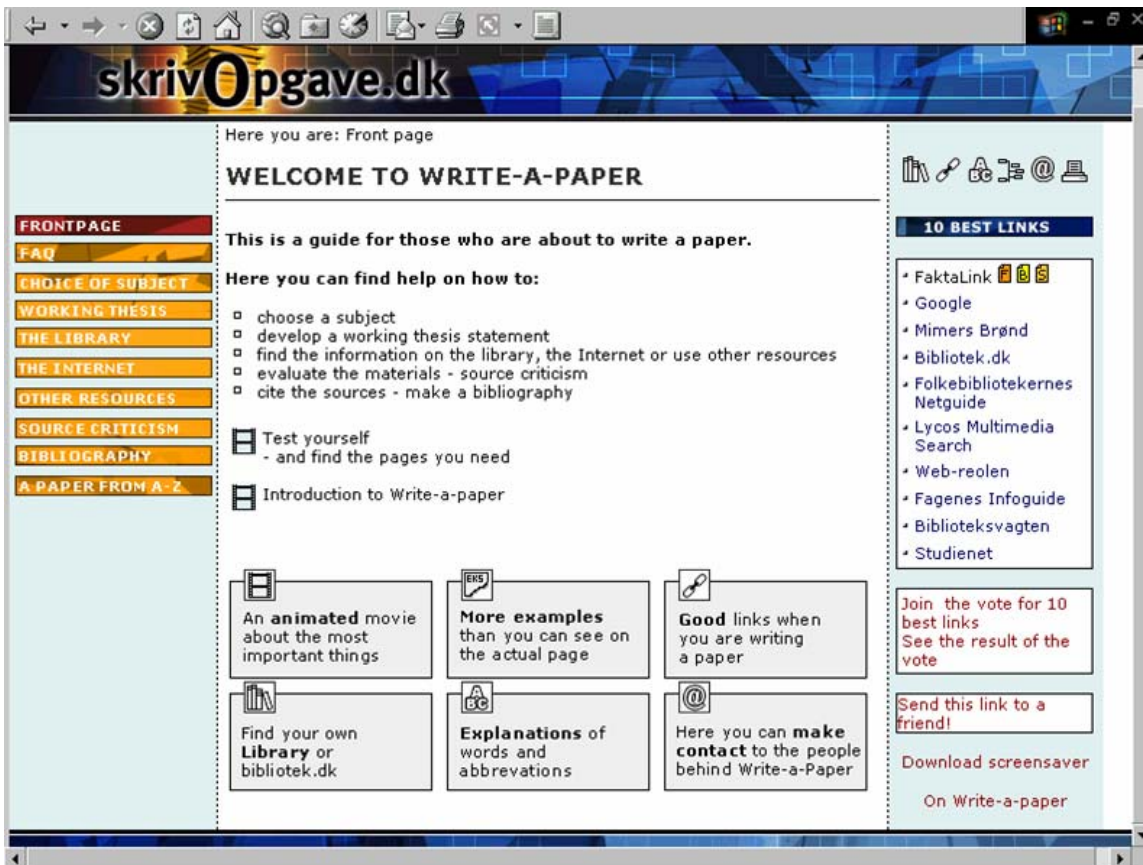 skrivOpgave.dk
Here you are: Front page
WELCOME TO WRITE-A-PAPER
FRONTPAGE
FAQ
CHOICE OF SUBJECT
WORKING THESIS
THE LIBRARY
THE INTERNET
OTHER RESOURCES
SOURCE CRITICISM
BIBLIOGRAPHY
A PAPER FROM A-Z
This is a guide for those who are about to write a paper.
Here you can find help on how to:
choose a subject
develop a working thesis statement
find the information on the library, the Internet or use other resources
evaluate the materials - source criticism
cite the sources - make a bibliography
Test yourself
- and find the pages you need
Introduction to Write-a-paper
An animated movie
about the most
important things
EKS
More examples
than you can see on
the actual page
Good links when
you are writing
a paper
Find your own
Library or
bibliotek.dk
ABC
Explanations of
words and
abbrevations
@
Here you can make
contact to the people
behind Write-a-Paper
ABC @
10 BEST LINKS
FaktaLink F B S
Google
Mimers Brønd
Bibliotek.dk
Folkebibliotekernes
Netguide
Lycos Multimedia
Search
Web-reolen
Fagenes Infoguide
Biblioteksvagten
Studienet
Join the vote for 10
best links
See the result of the
vote
Send this link to a
friend!
Download screensaver
On Write-a-paper